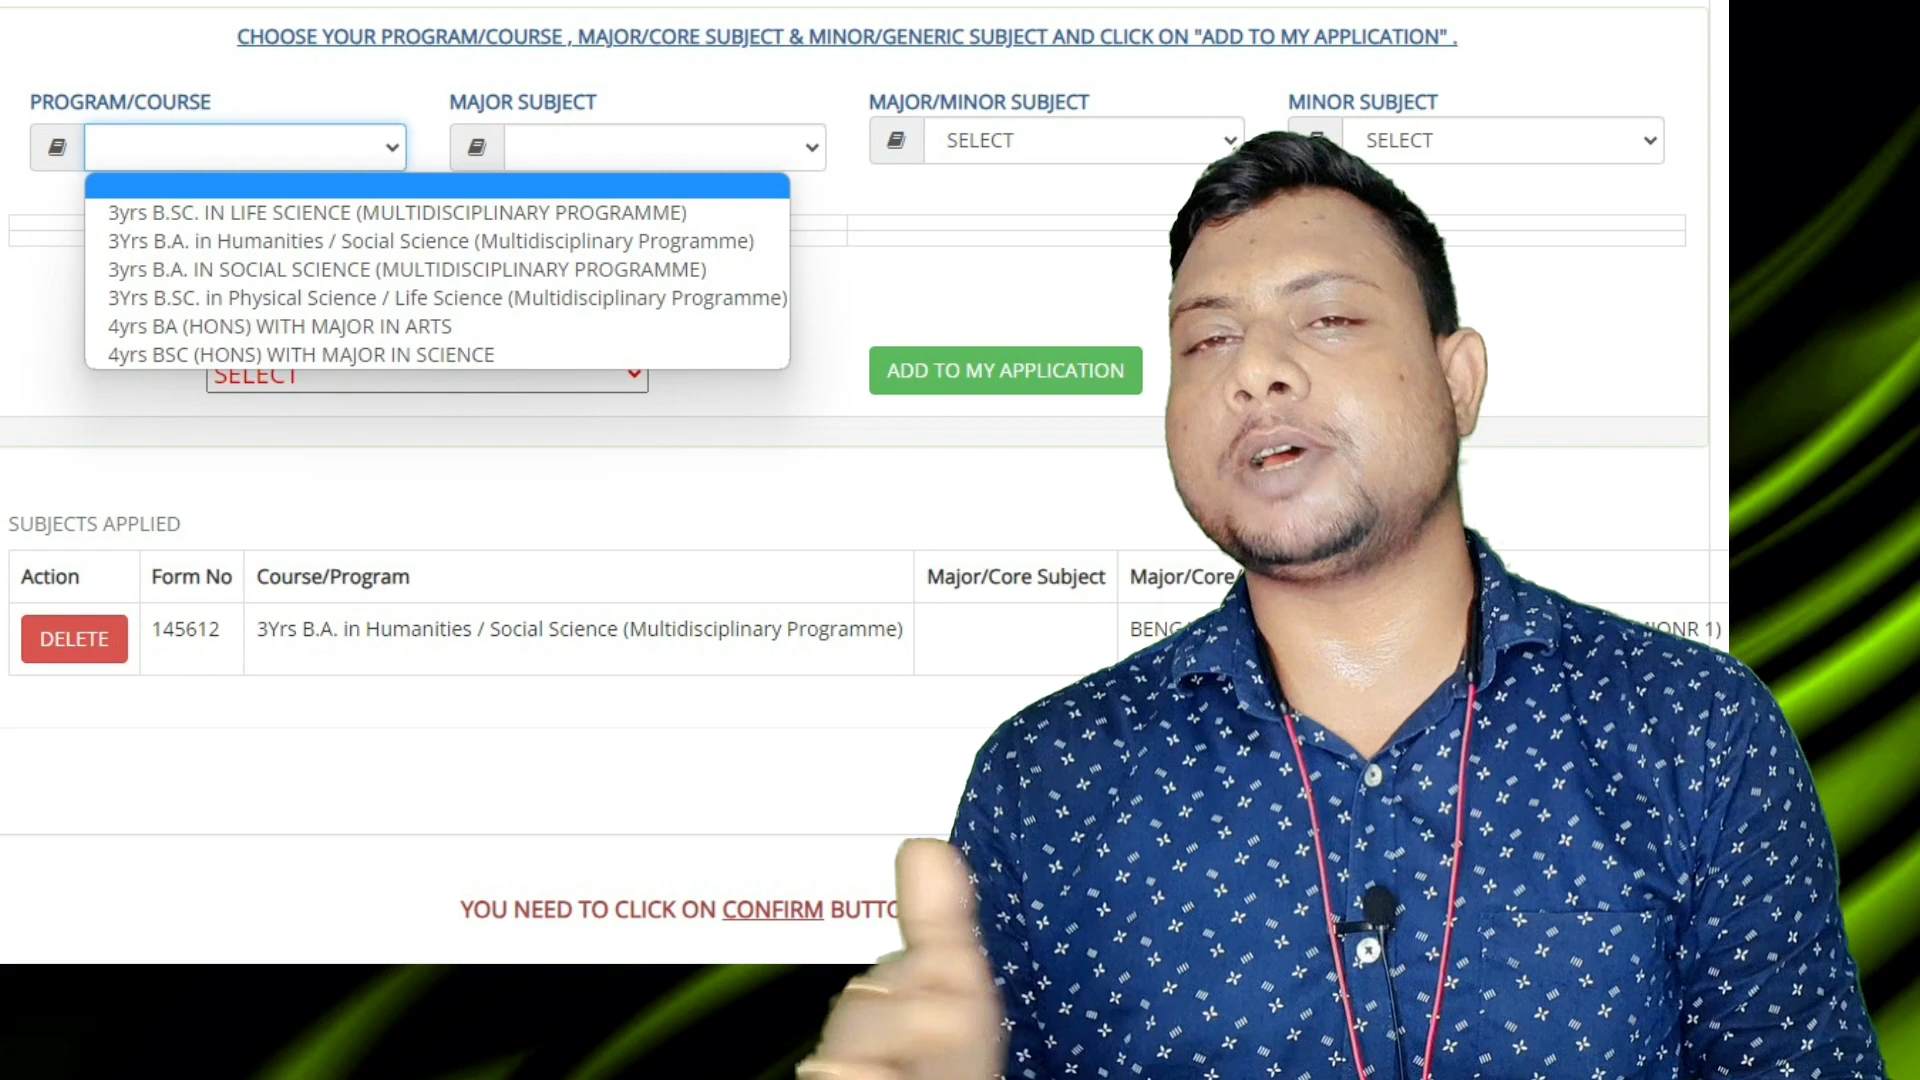 CHOOSE YOUR PROGRAM/COURSE , MAJOR/CORE SUBJECT & MINOR/GENERIC SUBJECT AND CLICK ON "ADD TO MY APPLICATION" .
PROGRAM/COURSE MAJOR SUBJECT MAJOR/MINOR SUBJECT MINOR SUBJECT
SELECT SELECT
3yrs B.SC. IN LIFE SCIENCE (MULTIDISCIPLINARY PROGRAMME)
3Yrs B.A. in Humanities / Social Science (Multidisciplinary Programme)
3yrs B.A. IN SOCIAL SCIENCE (MULTIDISCIPLINARY PROGRAMME)
3Yrs B.SC. in Physical Science / Life Science (Multidisciplinary Programme)
4yrs BA (HONS) WITH MAJOR IN ARTS
4yrs BSC (HONS) WITH MAJOR IN SCIENCE
SELECT ADD TO MY APPLICATION
SUBJECTS APPLIED
Action Form No Course/Program Major/Core Subject Major/Core/
DELETE 145612 3Yrs B.A. in Humanities / Social Science (Multidisciplinary Programme) 1)
YOU NEED TO CLICK ON CONFIRM